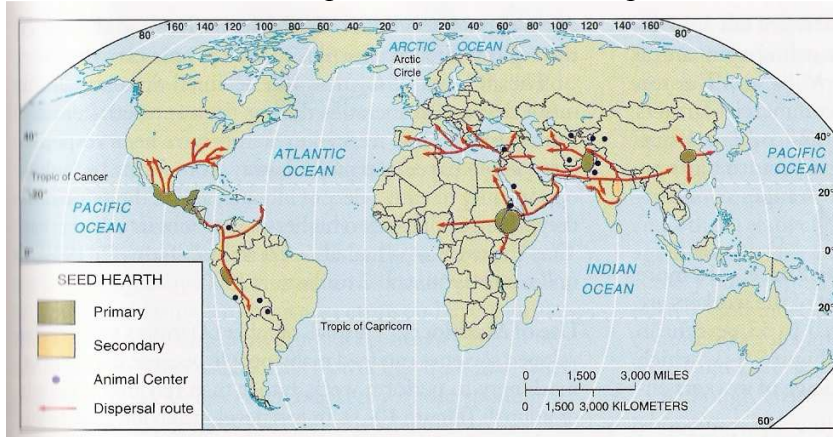 160° 140° 120° 100° 80° 60° 40° 20° 0° 20° 40° 60° 80° 100° 120° 140° 160°
80° 80°
ARCTIC OCEAN
Arctic
Circle
40° 40°
ATLANTIC
OCEAN
PACIFIC
OCEAN
Tropic of Cancer
20° 20°
PACIFIC
OCEAN
0° 0°
INDIAN
OCEAN
SEED HEARTH
Primary
Secondary
Animal Center
Dispersal route
20°
Tropic of Capricorn
0 1,500 3,000 MILES
0 1,500 3,000 KILOMETERS
60°